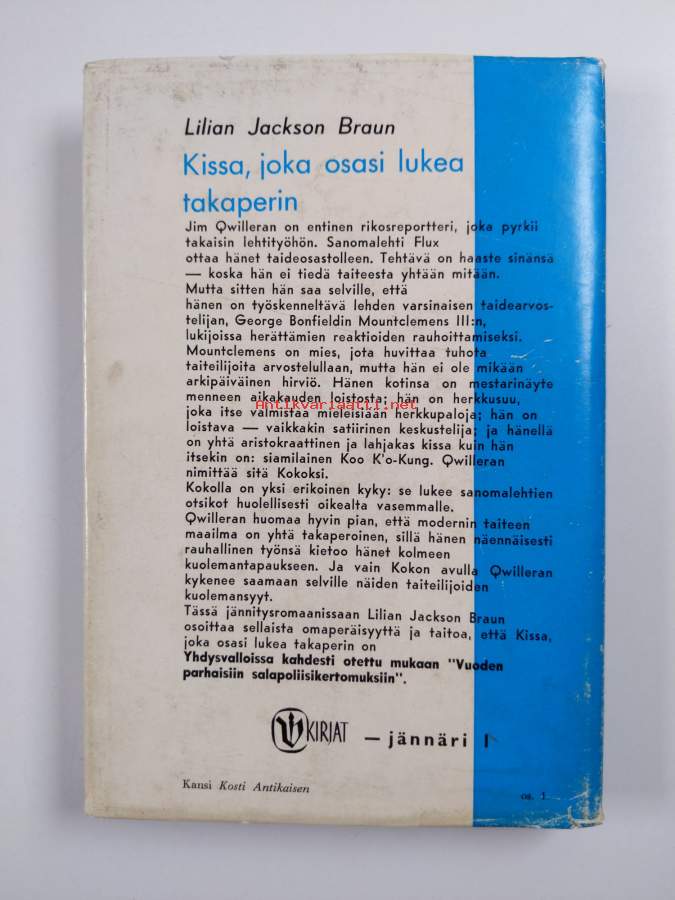 Lilian Jackson Braun
Kissa, joka osasi lukea
takaperin
Jim Qwilleran on entinen rikosreportteri, joka pyrkii
takaisin lehtityöhön. Sanomalehti Flux
ottaa hänet taideosastolleen. Tehtävä on haaste sinänsä
— koska hän ei tiedä taiteesta yhtään mitään.
Mutta sitten hän saa selville, että
hänen on työskenneltävä lehden varsinaisen taidearvos-
telijan, George Bonfieldin Mountclemens III:n,
lukijoissa herättämien reaktioiden rauhoittamiseksi.
Mountclemens on mies, jota huvittaa tuhota
taiteilijoita arvostelullaan, mutta hän ei ole mikään
arkipäiväinen hirviö. Hänen kotinsa on mestarinäyte
menneen aikakauden loistosta; hän on herkkusuu,
Antikvariaatit.net
joka itse valmistaa mieleisiään herkkupaloja; hän on
loistava — vaikkakin satiirinen keskustelija; ja hänellä
on yhtä aristokraattinen ja lahjakas kissa kuin hän
itsekin on: siamilainen Koo K'o-Kung. Qwilleran
nimittää sitä Kokoksi.
Kokolla on yksi erikoinen kyky: se lukee sanomalehtien
otsikot huolellisesti oikealta vasemmalle.
Qwilleran huomaa hyvin pian, että modernin taiteen
maailma on yhtä takaperoinen, sillä hänen näennäisesti
rauhallinen työnsä kietoo hänet kolmeen
kuolemantapaukseen. Ja vain Kokon avulla Qwilleran
kykenee saamaan selville näiden taiteilijoiden
kuolemansyyt.
Tässä jännitysromaanissaan Lilian Jackson Braun
osoittaa sellaista omaperäisyyttä ja taitoa, että Kissa,
joka osasi lukea takaperin on
Yhdysvalloissa kahdesti otettu mukaan "Vuoden
parhaisiin salapoliisikertomuksiin".
V KIRJAT — jännäri I
Kansi Kosti Antikaisen
os. 1.